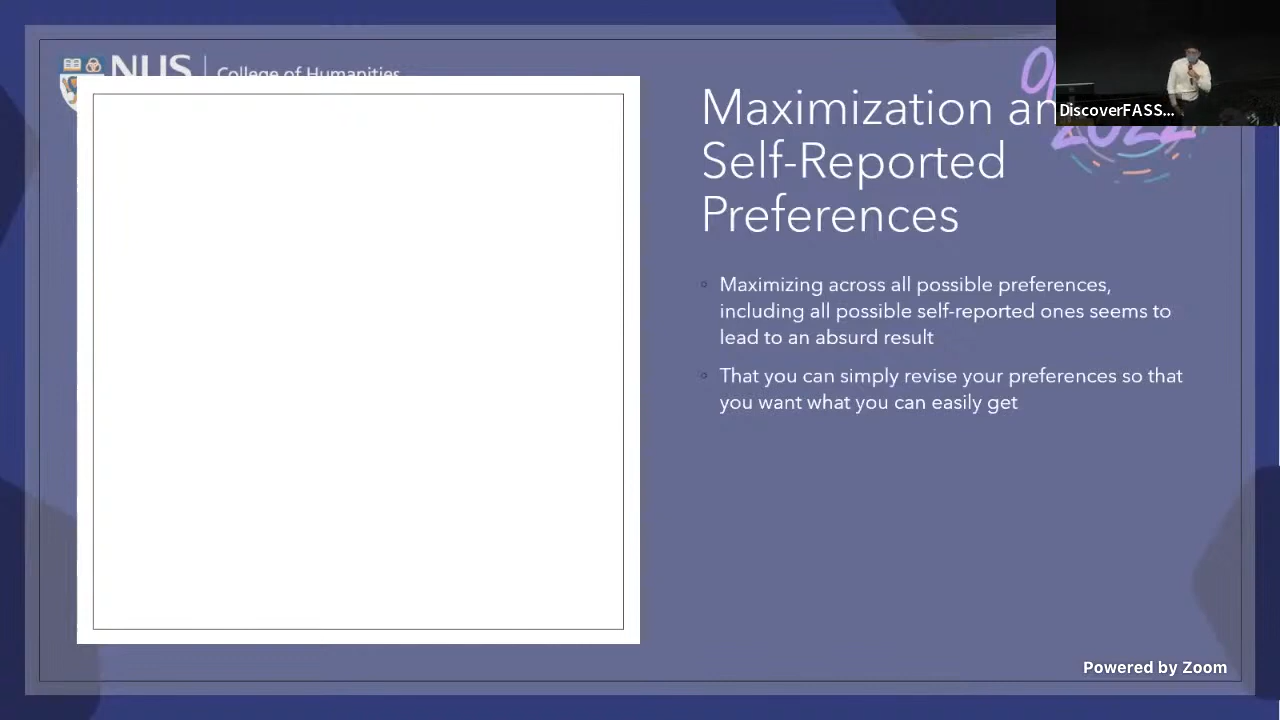 NUS College of Humanities
Maximization an
Self-Reported
Preferences
DiscoverFASS...
2022
Maximizing across all possible preferences,
including all possible self-reported ones seems to
lead to an absurd result
That you can simply revise your preferences so that
you want what you can easily get
Powered by Zoom